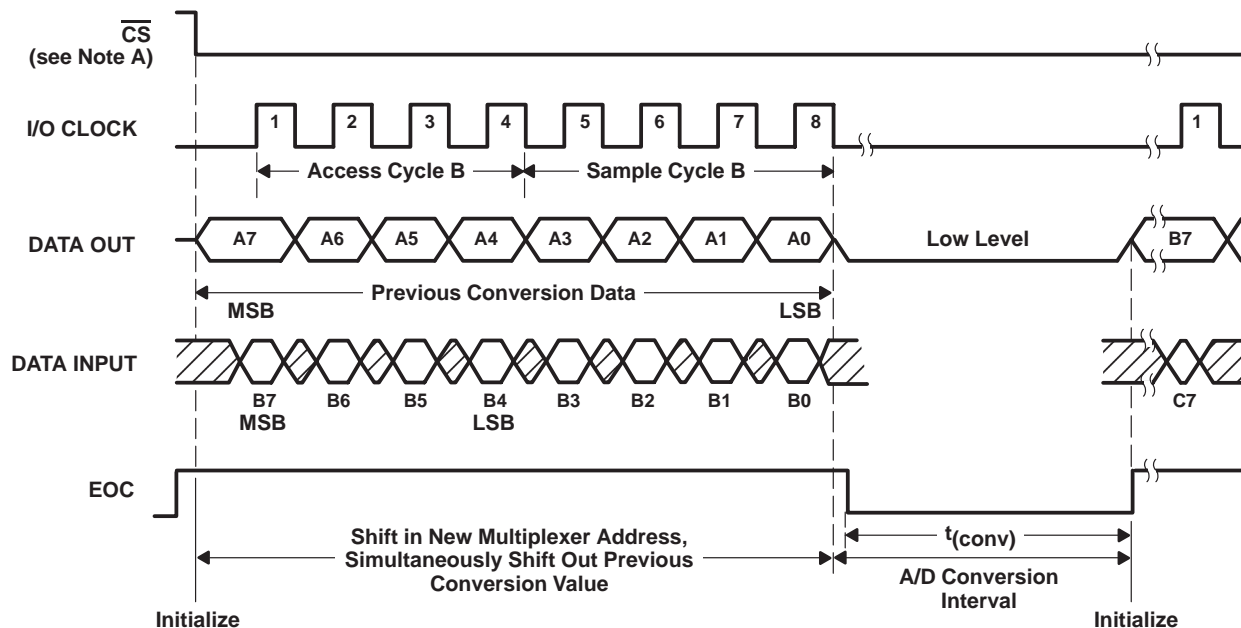 CS
(see Note A)
I/O CLOCK
1 2 3 4 5 6 7 8 1
Access Cycle B Sample Cycle B
DATA OUT
A7 A6 A5 A4 A3 A2 A1 A0 Low Level B7
Previous Conversion Data
MSB LSB
DATA INPUT
B7 B6 B5 B4 B3 B2 B1 B0 C7
MSB LSB
EOC
Shift in New Multiplexer Address,
Simultaneously Shift Out Previous
Conversion Value
t(conv)
A/D Conversion
Interval
Initialize Initialize